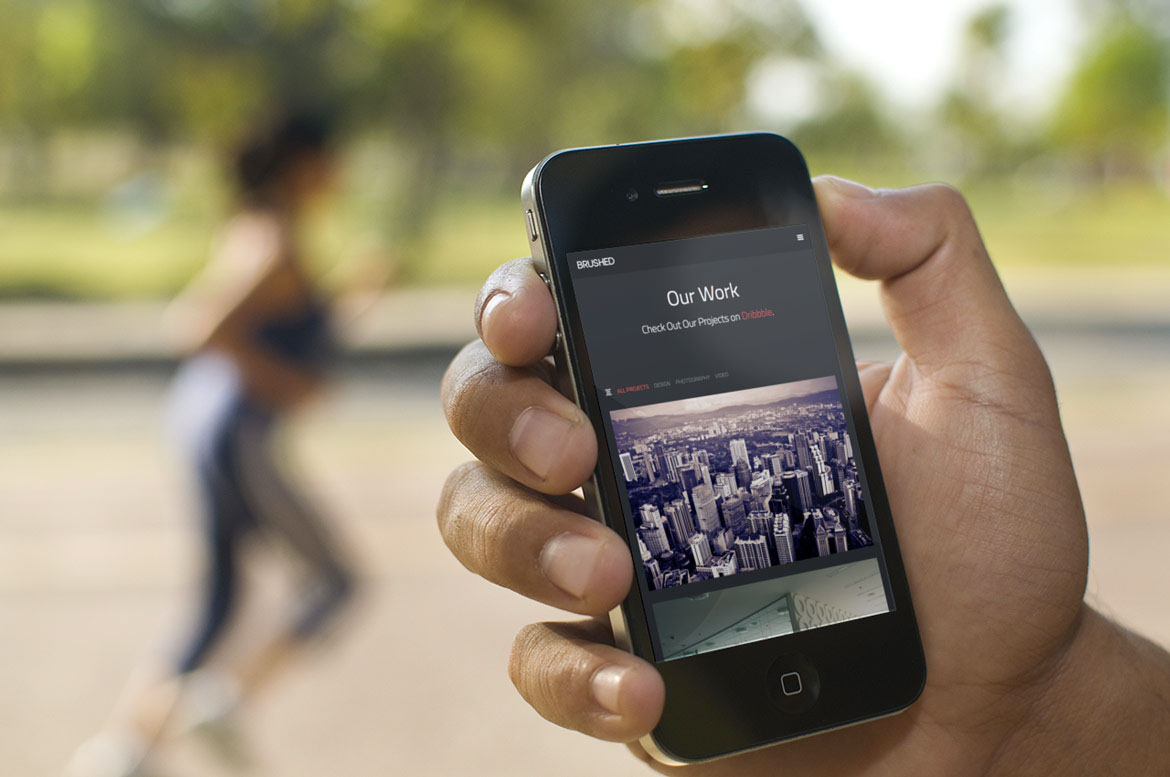 BRUSHED
Our Work
Check Out Our Projects on Dribbble.
ALL PROJECTS DESIGN PHOTOGRAPHY VIDEO